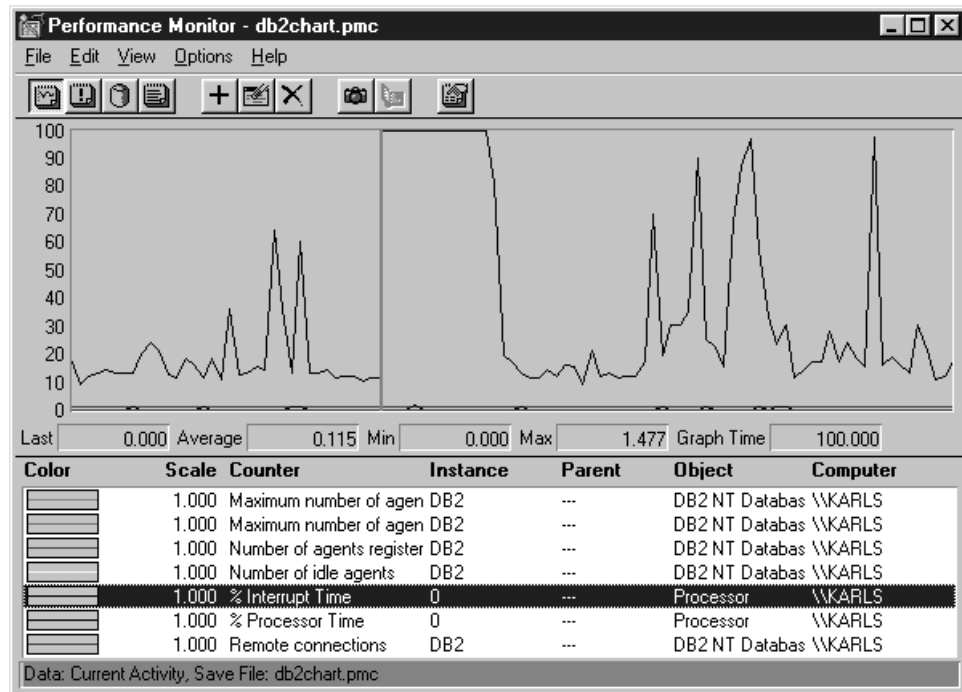 Performance Monitor - db2chart.pmc
File Edit View Options Help
100
90
80
70
60
50
40
30
20
10
0
Last 0.000 Average 0.115 Min 0.000 Max 1.477 Graph Time 100.000
Color Scale Counter Instance Parent Object Computer
1.000 Maximum number of agen DB2 --- DB2 NT Databas \\KARLS
1.000 Maximum number of agen DB2 --- DB2 NT Databas \\KARLS
1.000 Number of agents register DB2 --- DB2 NT Databas \\KARLS
1.000 Number of idle agents DB2 --- DB2 NT Databas \\KARLS
1.000 % Interrupt Time 0 --- Processor \\KARLS
1.000 % Processor Time 0 --- Processor \\KARLS
1.000 Remote connections DB2 --- DB2 NT Databas \\KARLS
Data: Current Activity, Save File: db2chart.pmc